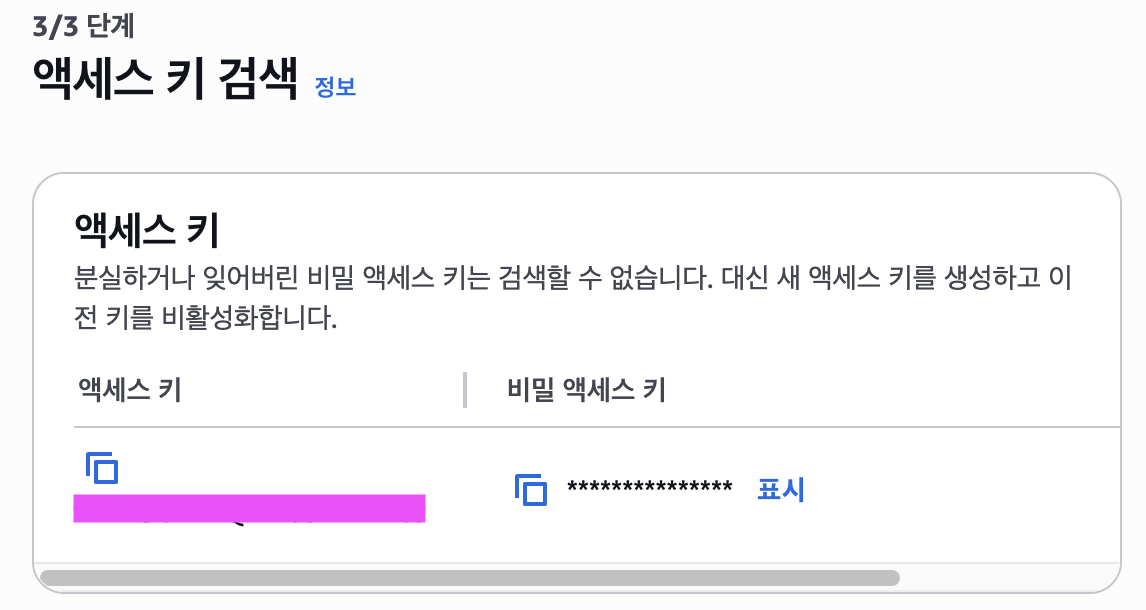 3/3 단계
액세스 키 검색 정보
액세스 키
분실하거나 잊어버린 비밀 액세스 키는 검색할 수 없습니다. 대신 새 액세스 키를 생성하고 이
전 키를 비활성화합니다.
액세스 키 비밀 액세스 키
*************** 표시